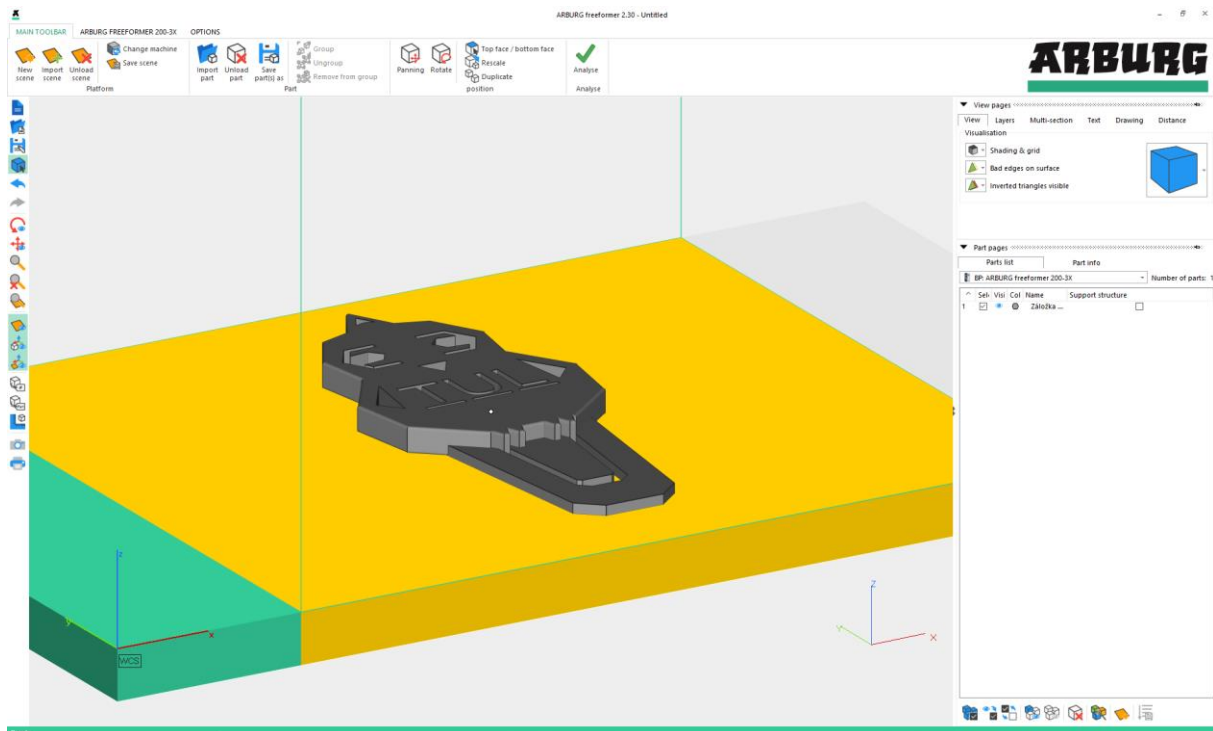 ARBURG freeformer 2.30 - Untitled
MAIN TOOLBAR ARBURG FREEFORMER 200-3X OPTIONS
New scene
Import scene
Unload scene
Change machine
Save scene
Platform
Import part
Unload part
Save part(s) as
Group
Ungroup
Remove from group
Part
Panning
Rotate
Top face / bottom face
Rescale
Duplicate
position
Analyse
Analyse
ARBURG
View pages
View Layers Multi-section Text Drawing Distance
Visualisation
Shading & grid
Bad edges on surface
Inverted triangles visible
Part pages
Parts list Part info
BP: ARBURG freeformer 200-3X Number of parts: 1
Sel Visi Col Name Support structure
1 Záložka ...
TUL
z
y
x
WCS
Z
Y
X